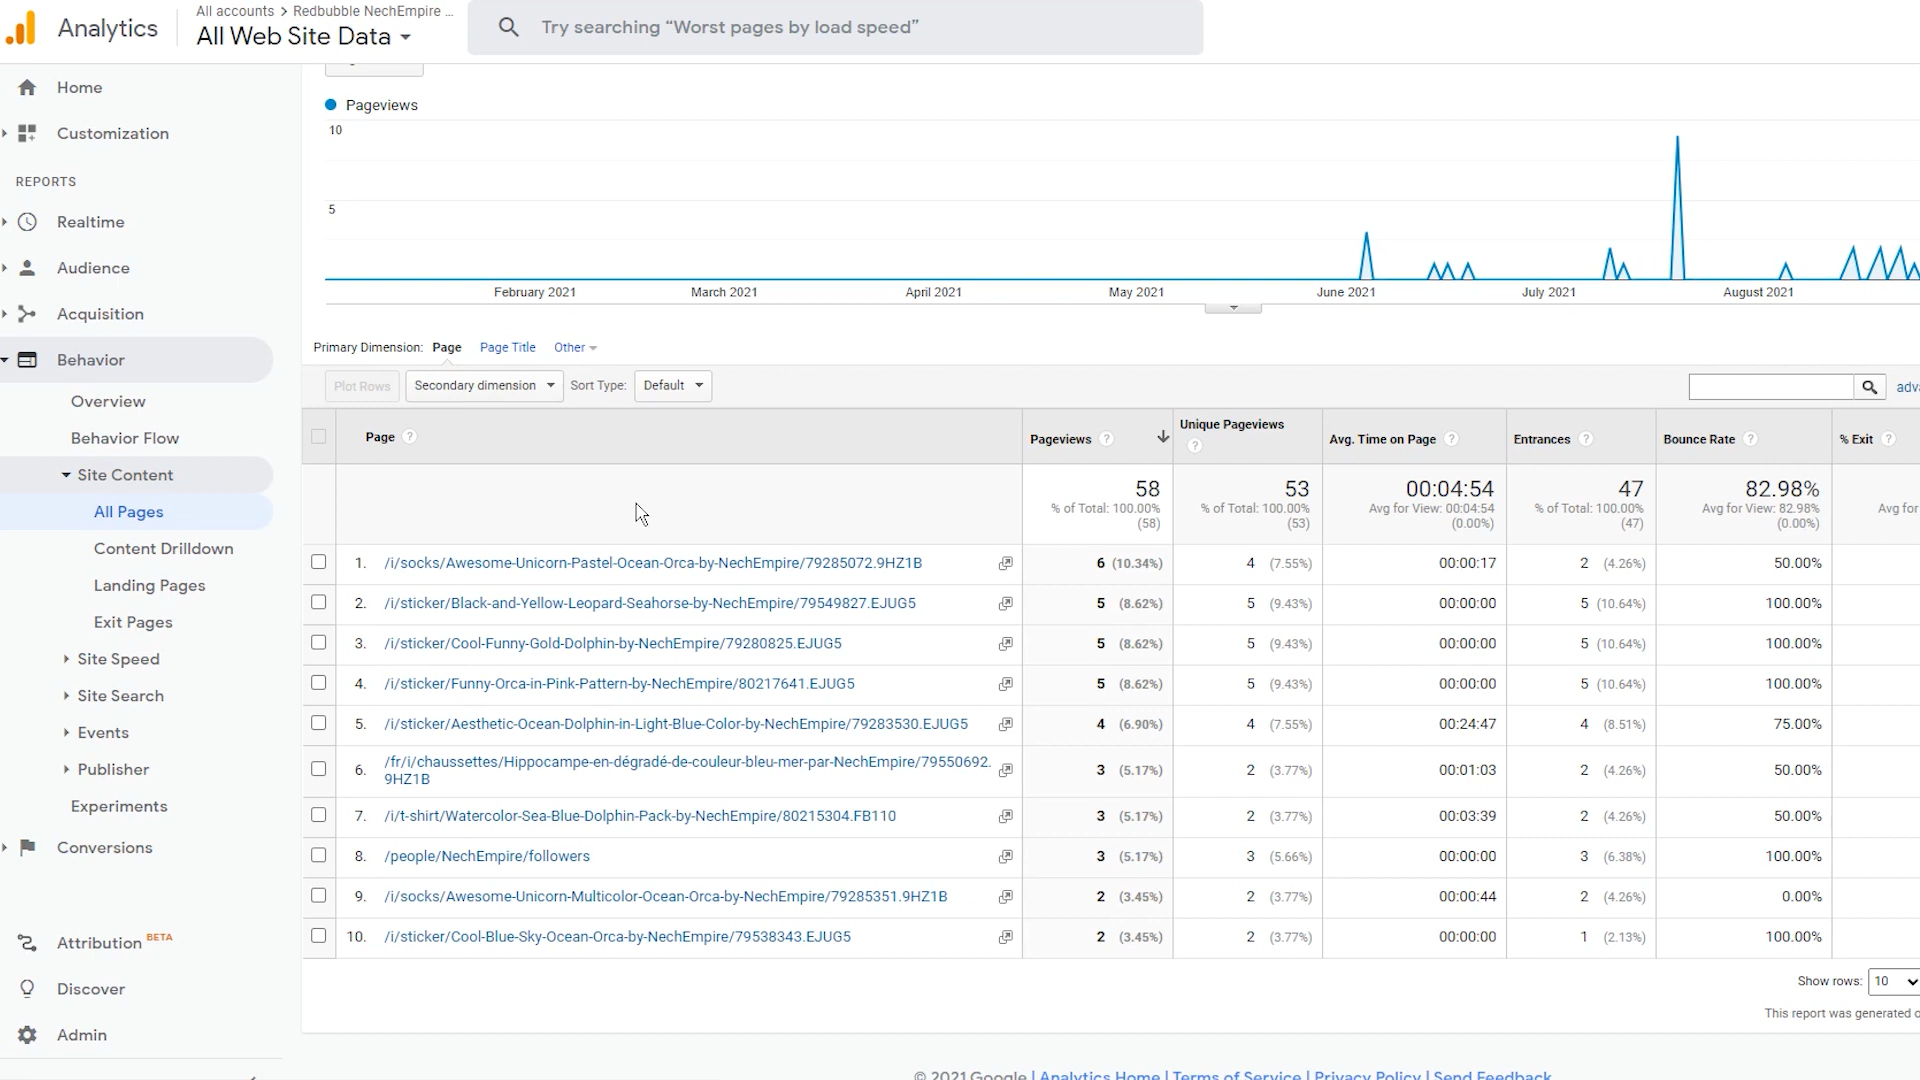 Analytics
All accounts > Redbubble NechEmpire ...
All Web Site Data
Try searching “Worst pages by load speed”
Home
Customization
REPORTS
Realtime
Audience
Acquisition
Behavior
Overview
Behavior Flow
Site Content
All Pages
Content Drilldown
Landing Pages
Exit Pages
Site Speed
Site Search
Events
Publisher
Experiments
Conversions
Attribution BETA
Discover
Admin
Pageviews
10
5
February 2021 March 2021 April 2021 May 2021 June 2021 July 2021 August 2021
Primary Dimension: Page Page Title Other
Plot Rows Secondary dimension Sort Type: Default adva
Page ? Pageviews ? Unique Pageviews ? Avg. Time on Page ? Entrances ? Bounce Rate ? % Exit ?
58 53 00:04:54 47 82.98%
% of Total: 100.00% % of Total: 100.00% Avg for View: 00:04:54 % of Total: 100.00% Avg for View: 82.98% Avg for
(58) (53) (0.00%) (47) (0.00%)
1. /i/socks/Awesome-Unicorn-Pastel-Ocean-Orca-by-NechEmpire/79285072.9HZ1B 6 (10.34%) 4 (7.55%) 00:00:17 2 (4.26%) 50.00%
2. /i/sticker/Black-and-Yellow-Leopard-Seahorse-by-NechEmpire/79549827.EJUG5 5 (8.62%) 5 (9.43%) 00:00:00 5 (10.64%) 100.00%
3. /i/sticker/Cool-Funny-Gold-Dolphin-by-NechEmpire/79280825.EJUG5 5 (8.62%) 5 (9.43%) 00:00:00 5 (10.64%) 100.00%
4. /i/sticker/Funny-Orca-in-Pink-Pattern-by-NechEmpire/80217641.EJUG5 5 (8.62%) 5 (9.43%) 00:00:00 5 (10.64%) 100.00%
5. /i/sticker/Aesthetic-Ocean-Dolphin-in-Light-Blue-Color-by-NechEmpire/79283530.EJUG5 4 (6.90%) 4 (7.55%) 00:24:47 4 (8.51%) 75.00%
6. /fr/i/chaussettes/Hippocampe-en-dégradé-de-couleur-bleu-mer-par-NechEmpire/79550692. 3 (5.17%) 2 (3.77%) 00:01:03 2 (4.26%) 50.00%
9HZ1B
7. /i/t-shirt/Watercolor-Sea-Blue-Dolphin-Pack-by-NechEmpire/80215304.FB110 3 (5.17%) 2 (3.77%) 00:03:39 2 (4.26%) 50.00%
8. /people/NechEmpire/followers 3 (5.17%) 3 (5.66%) 00:00:00 3 (6.38%) 100.00%
9. /i/socks/Awesome-Unicorn-Multicolor-Ocean-Orca-by-NechEmpire/79285351.9HZ1B 2 (3.45%) 2 (3.77%) 00:00:44 2 (4.26%) 0.00%
10. /i/sticker/Cool-Blue-Sky-Ocean-Orca-by-NechEmpire/79538343.EJUG5 2 (3.45%) 2 (3.77%) 00:00:00 1 (2.13%) 100.00%
Show rows: 10
This report was generated o
© 2021 Google | Analytics Home | Terms of Service | Privacy Policy | Send Feedback